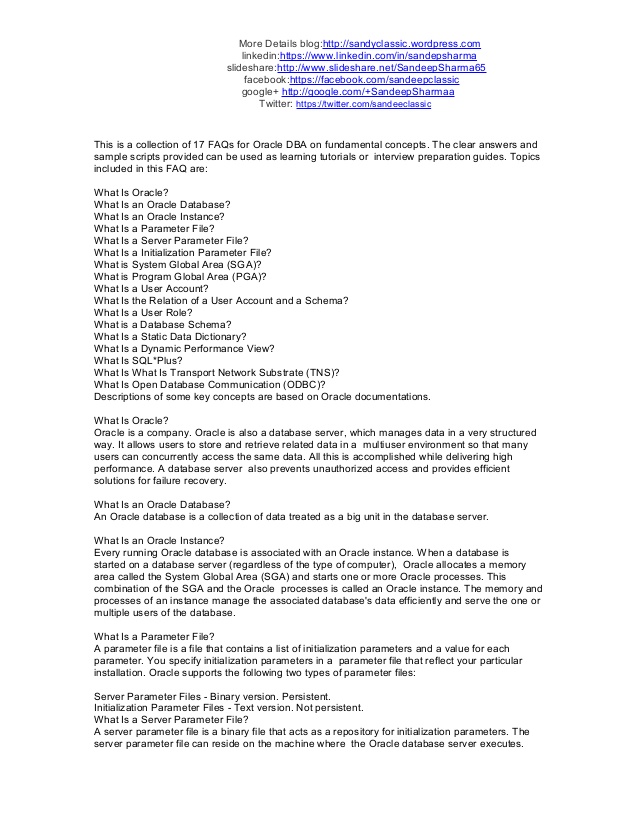 More Details blog:http://sandyclassic.wordpress.com
linkedin:https://www.linkedin.com/in/sandepsharma
slideshare:http://www.slideshare.net/SandeepSharma65
facebook:https://facebook.com/sandeepclassic
google+ http://google.com/+SandeepSharmaa
Twitter: https://twitter.com/sandeeclassic
This is a collection of 17 FAQs for Oracle DBA on fundamental concepts. The clear answers and
sample scripts provided can be used as learning tutorials or interview preparation guides. Topics
included in this FAQ are:
What Is Oracle?
What Is an Oracle Database?
What Is an Oracle Instance?
What Is a Parameter File?
What Is a Server Parameter File?
What Is a Initialization Parameter File?
What is System Global Area (SGA)?
What is Program Global Area (PGA)?
What Is a User Account?
What Is the Relation of a User Account and a Schema?
What Is a User Role?
What is a Database Schema?
What Is a Static Data Dictionary?
What Is a Dynamic Performance View?
What Is SQL*Plus?
What Is What Is Transport Network Substrate (TNS)?
What Is Open Database Communication (ODBC)?
Descriptions of some key concepts are based on Oracle documentations.
What Is Oracle?
Oracle is a company. Oracle is also a database server, which manages data in a very structured
way. It allows users to store and retrieve related data in a multiuser environment so that many
users can concurrently access the same data. All this is accomplished while delivering high
performance. A database server also prevents unauthorized access and provides efficient
solutions for failure recovery.
What Is an Oracle Database?
An Oracle database is a collection of data treated as a big unit in the database server.
What Is an Oracle Instance?
Every running Oracle database is associated with an Oracle instance. When a database is
started on a database server (regardless of the type of computer), Oracle allocates a memory
area called the System Global Area (SGA) and starts one or more Oracle processes. This
combination of the SGA and the Oracle processes is called an Oracle instance. The memory and
processes of an instance manage the associated database's data efficiently and serve the one or
multiple users of the database.
What Is a Parameter File?
A parameter file is a file that contains a list of initialization parameters and a value for each
parameter. You specify initialization parameters in a parameter file that reflect your particular
installation. Oracle supports the following two types of parameter files:
Server Parameter Files - Binary version. Persistent.
Initialization Parameter Files - Text version. Not persistent.
What Is a Server Parameter File?
A server parameter file is a binary file that acts as a repository for initialization parameters. The
server parameter file can reside on the machine where the Oracle database server executes.